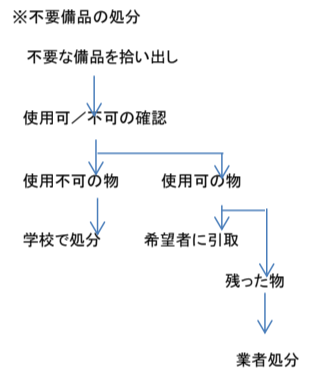 ※不要備品の処分
不要な備品を拾い出し
使用可／不可の確認
使用不可の物
使用可の物
学校で処分
希望者に引取
残った物
業者処分